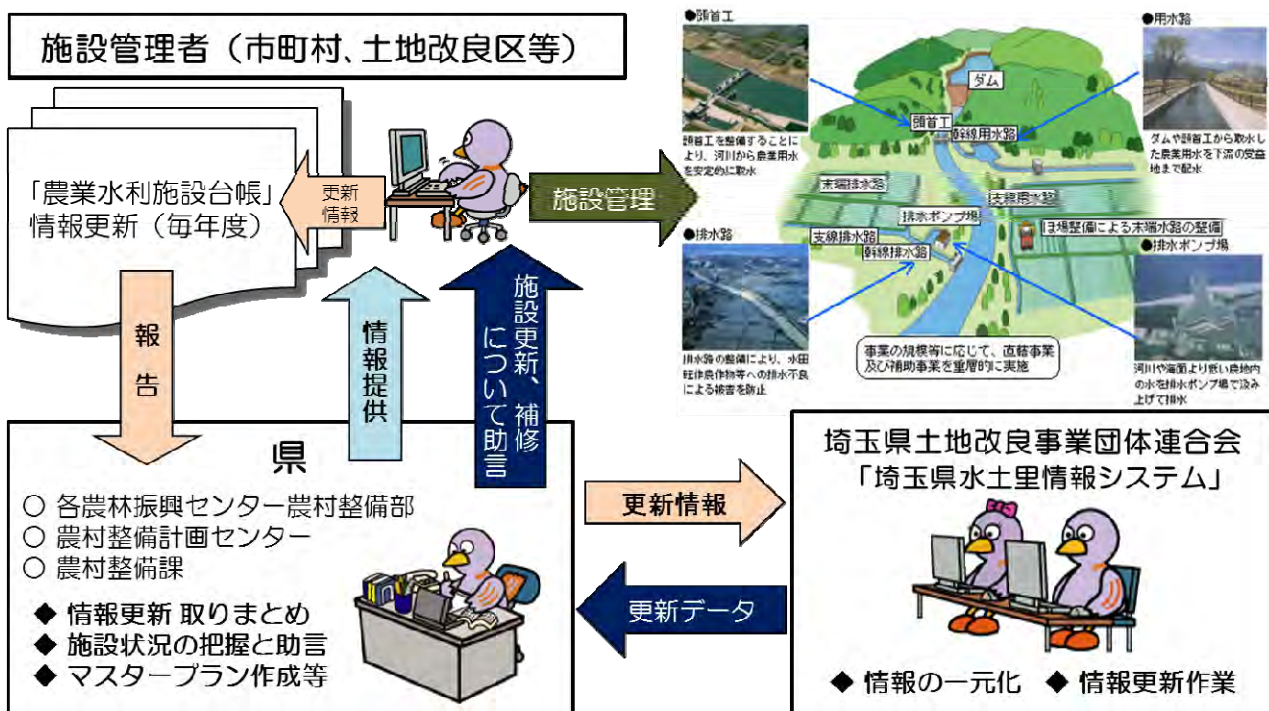 施設管理者(市町村、土地改良区等)
「農業水利施設台帳」
情報更新(毎年度)
更新
情報
施設管理
報告
情報提供
施設更新、補修
について助言
●頭首工
頭首工を整備することに
より、河川から農業用水
を安定的に取水
●用水路
ダムや頭首工から取水し
た農業用水を下流の受益
地まで配水
ダム
頭首工
幹線用水路
末端排水路
支線用水路
排水ポンプ場
支線排水路
幹線排水路
ほ場整備による末端水路の整備
●排水路
排水路の整備により、水田
転作農作物等への排水不良
による被害を防止
●排水ポンプ場
河川や海面より低い農地内
の水を排水ポンプ場で汲み
上げて排水
事業の規模等に応じて、直轄事業
及び補助事業を重層的に実施
県
○ 各農林振興センター農村整備部
○ 農村整備計画センター
○ 農村整備課
◆ 情報更新 取りまとめ
◆ 施設状況の把握と助言
◆ マスタープラン作成等
更新情報
更新データ
埼玉県土地改良事業団体連合会
「埼玉県水土里情報システム」
◆ 情報の一元化 ◆ 情報更新作業